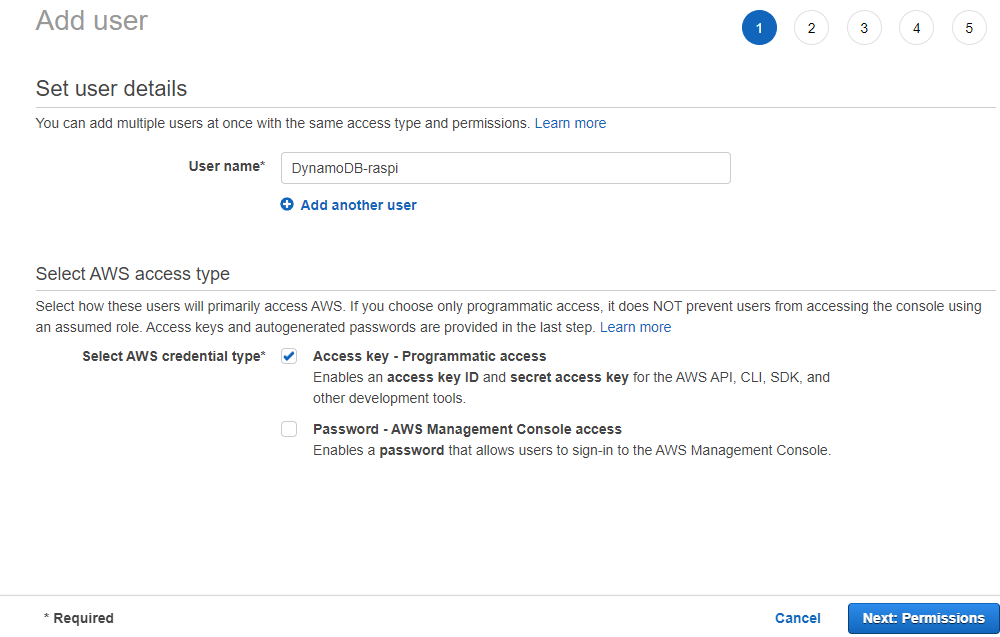 Add user
1 2 3 4 5
Set user details
You can add multiple users at once with the same access type and permissions. Learn more
User name*
DynamoDB-raspi
Add another user
Select AWS access type
Select how these users will primarily access AWS. If you choose only programmatic access, it does NOT prevent users from accessing the console using
an assumed role. Access keys and autogenerated passwords are provided in the last step. Learn more
Select AWS credential type*
Access key - Programmatic access
Enables an access key ID and secret access key for the AWS API, CLI, SDK, and
other development tools.
Password - AWS Management Console access
Enables a password that allows users to sign-in to the AWS Management Console.
* Required
Cancel
Next: Permissions